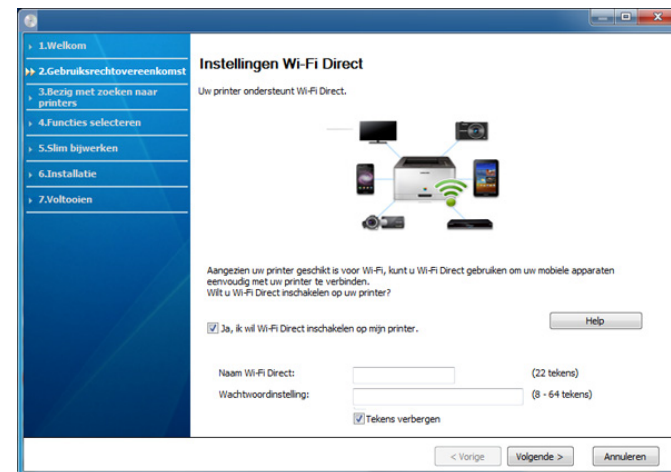 1.Welkom
2.Gebruiksrechtovereenkomst
3.Bezig met zoeken naar
printers
4.Functies selecteren
5.Slim bijwerken
6.Installatie
7.Voltooien
Instellingen Wi-Fi Direct
Uw printer ondersteunt Wi-Fi Direct.
Aangezien uw printer geschikt is voor Wi-Fi, kunt u Wi-Fi Direct gebruiken om uw mobiele apparaten
eenvoudig met uw printer te verbinden.
Wilt u Wi-Fi Direct inschakelen op uw printer?
Ja, ik wil Wi-Fi Direct inschakelen op mijn printer.
Help
Naam Wi-Fi Direct: (22 tekens)
Wachtwoordinstelling: (8 - 64 tekens)
Tekens verbergen
< Vorige Volgende > Annuleren